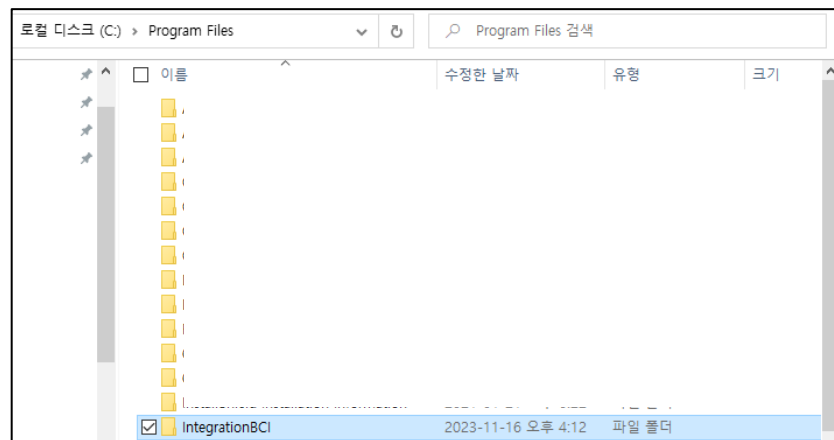 로컬 디스크 (C:) › Program Files
Program Files 검색
이름 수정한 날짜 유형 크기
IntegrationBCI 2023-11-16 오후 4:12 파일 폴더